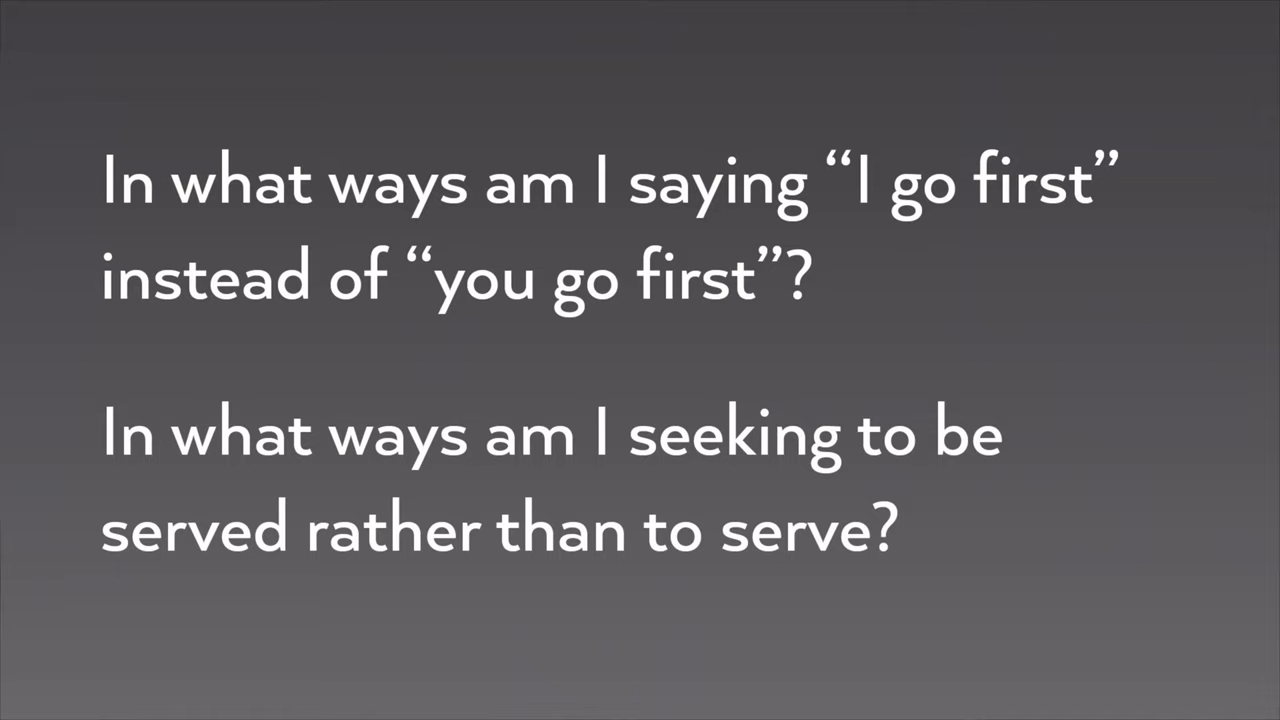 In what ways am I saying “I go first”
instead of “you go first”?
In what ways am I seeking to be
served rather than to serve?